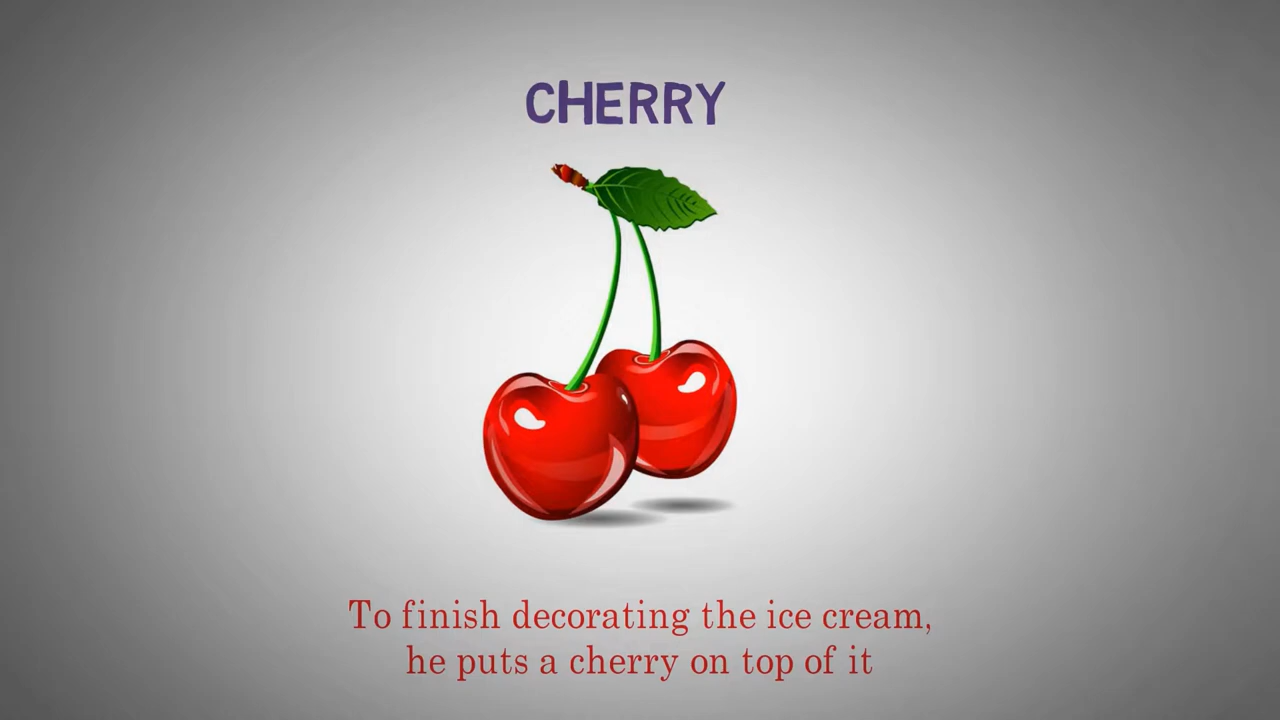 CHERRY
To finish decorating the ice cream,
he puts a cherry on top of it